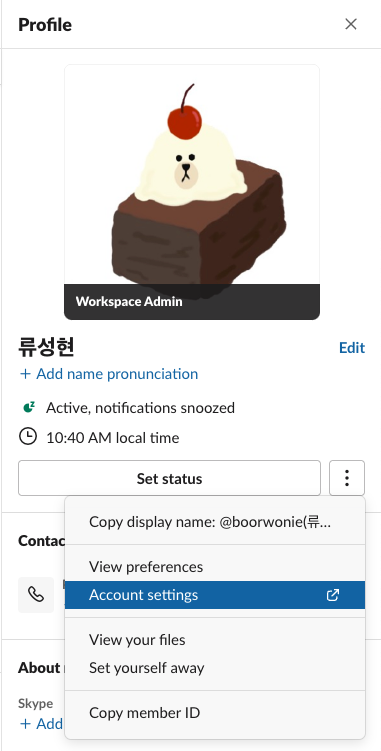 Profile
Workspace Admin
류성현
Edit
+ Add name pronunciation
Active, notifications snoozed
10:40 AM local time
Set status
Copy display name: @boorwonie(류...
Contac
View preferences
Account settings
View your files
About
Set yourself away
Skype
+ Add
Copy member ID